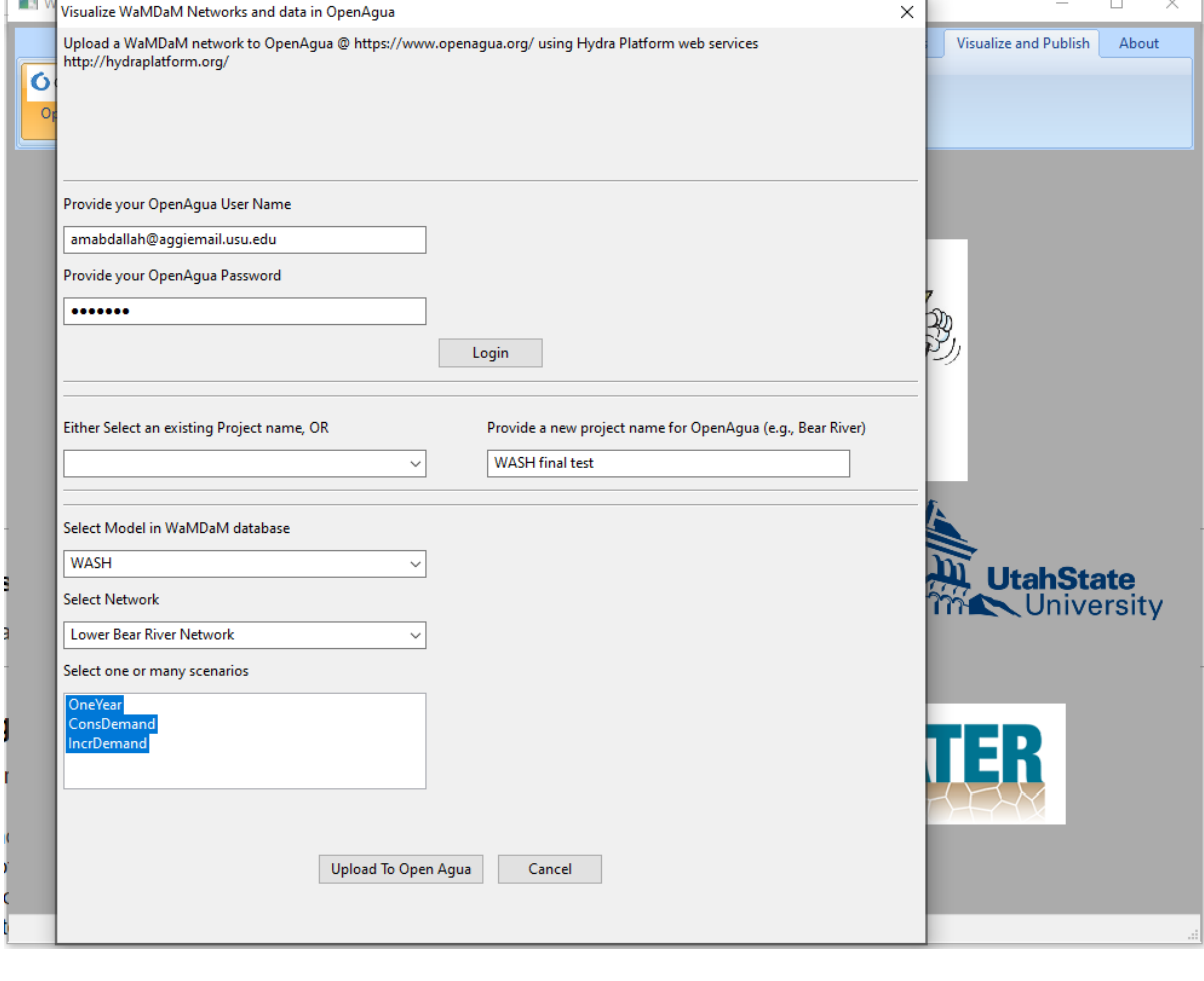 Visualize WaMDaM Networks and data in OpenAgua
Upload a WaMDaM network to OpenAgua @ https://www.openagua.org/ using Hydra Platform web services
http://hydraplatform.org/
Visualize and Publish
About
Provide your OpenAgua User Name
amabdallah@aggiemail.usu.edu
Provide your OpenAgua Password
•••••••
Login
Either Select an existing Project name, OR
Provide a new project name for OpenAgua (e.g., Bear River)
WASH final test
Select Model in WaMDaM database
WASH
Select Network
Lower Bear River Network
Select one or many scenarios
OneYear
ConsDemand
IncrDemand
Upload To Open Agua
Cancel
UtahState
University
TER